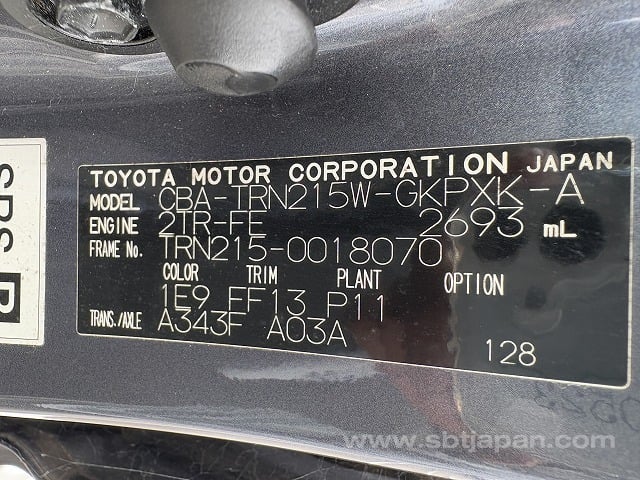 TOYOTA MOTOR CORPORATION JAPAN
MODEL CBA-TRN215W-GKPXK-A
ENGINE 2TR-FE 2693 mL
FRAME No. TRN215-0018070
COLOR TRIM PLANT OPTION
1E9 FF13 P11
TRANS./AXLE A343F A03A
128
SRS R
www.sbtjapan.com